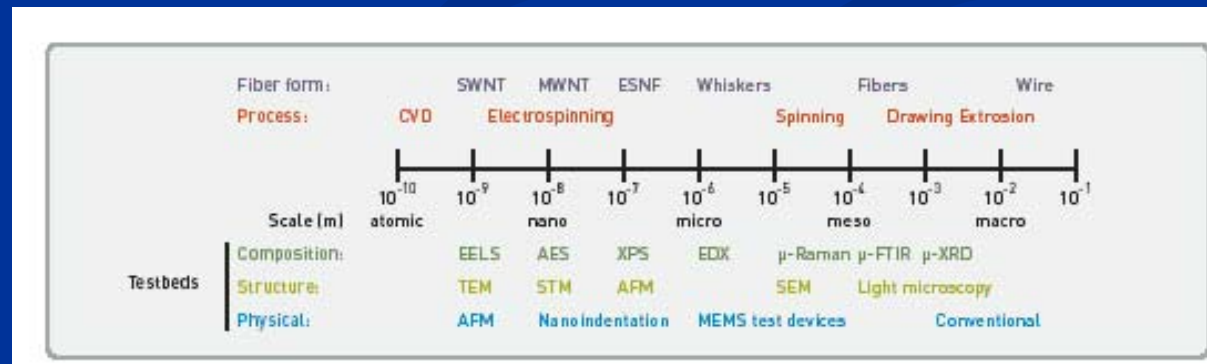 Fiber form: SWNT MWNT ESNF Whiskers Fibers Wire
Process: CVD Electrospinning Spinning Drawing Extrosion
10⁻¹⁰ 10⁻⁹ 10⁻⁸ 10⁻⁷ 10⁻⁶ 10⁻⁵ 10⁻⁴ 10⁻³ 10⁻² 10⁻¹
Scale (m) atomic nano micro meso macro
Composition: EELS AES XPS EDX μ-Raman μ-FTIR μ-XRD
Testbeds Structure: TEM STM AFM SEM Light microscopy
Physical: AFM Nanoindentation MEMS test devices Conventional